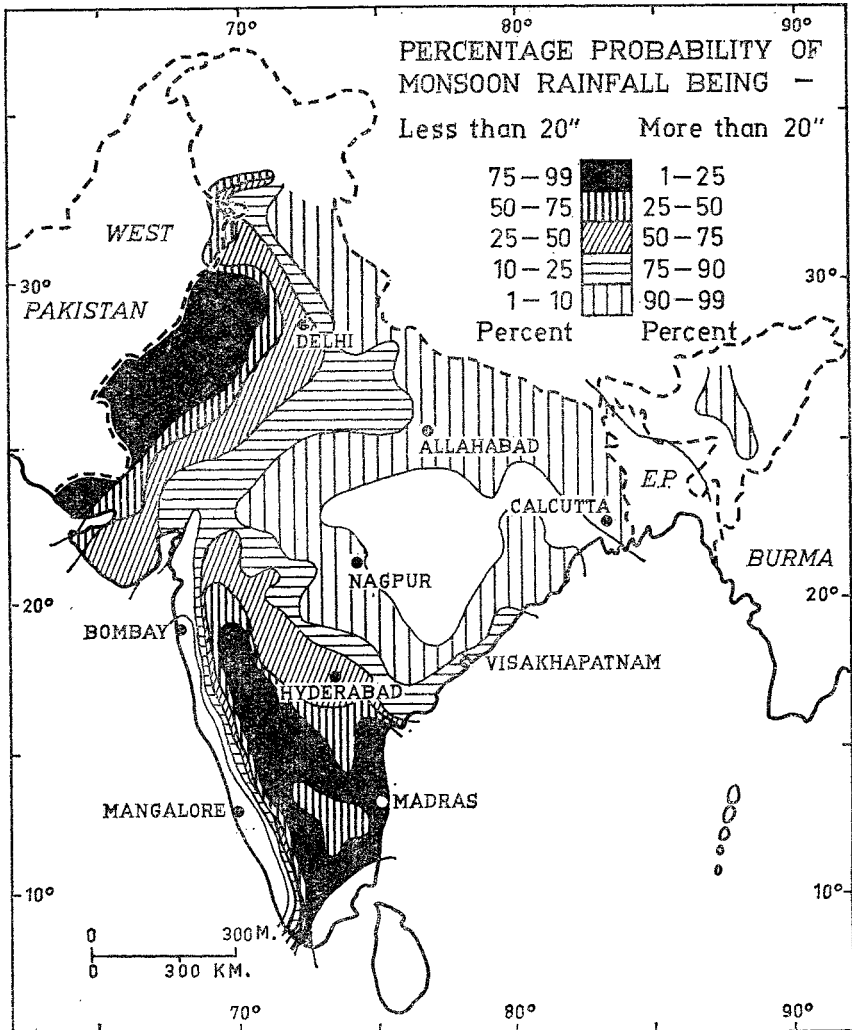 70°
80°
90°
PERCENTAGE PROBABILITY OF
MONSOON RAINFALL BEING –
Less than 20" More than 20"
75–99 1–25
50–75 25–50
25–50 50–75
10–25 75–90
1–10 90–99
Percent Percent
WEST
PAKISTAN
30°
30°
DELHI
ALLAHABAD
E.P.
CALCUTTA
BURMA
NAGPUR
20°
20°
BOMBAY
VISAKHAPATNAM
HYDERABAD
MANGALORE
MADRAS
10°
10°
0 300M.
0 300 KM.
70°
80°
90°